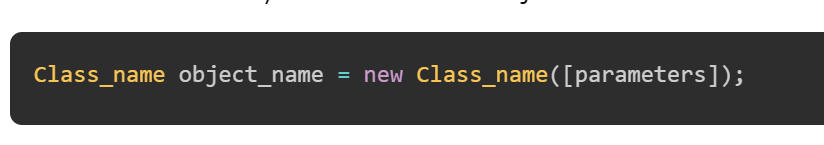 Class_name object_name = new Class_name([parameters]);